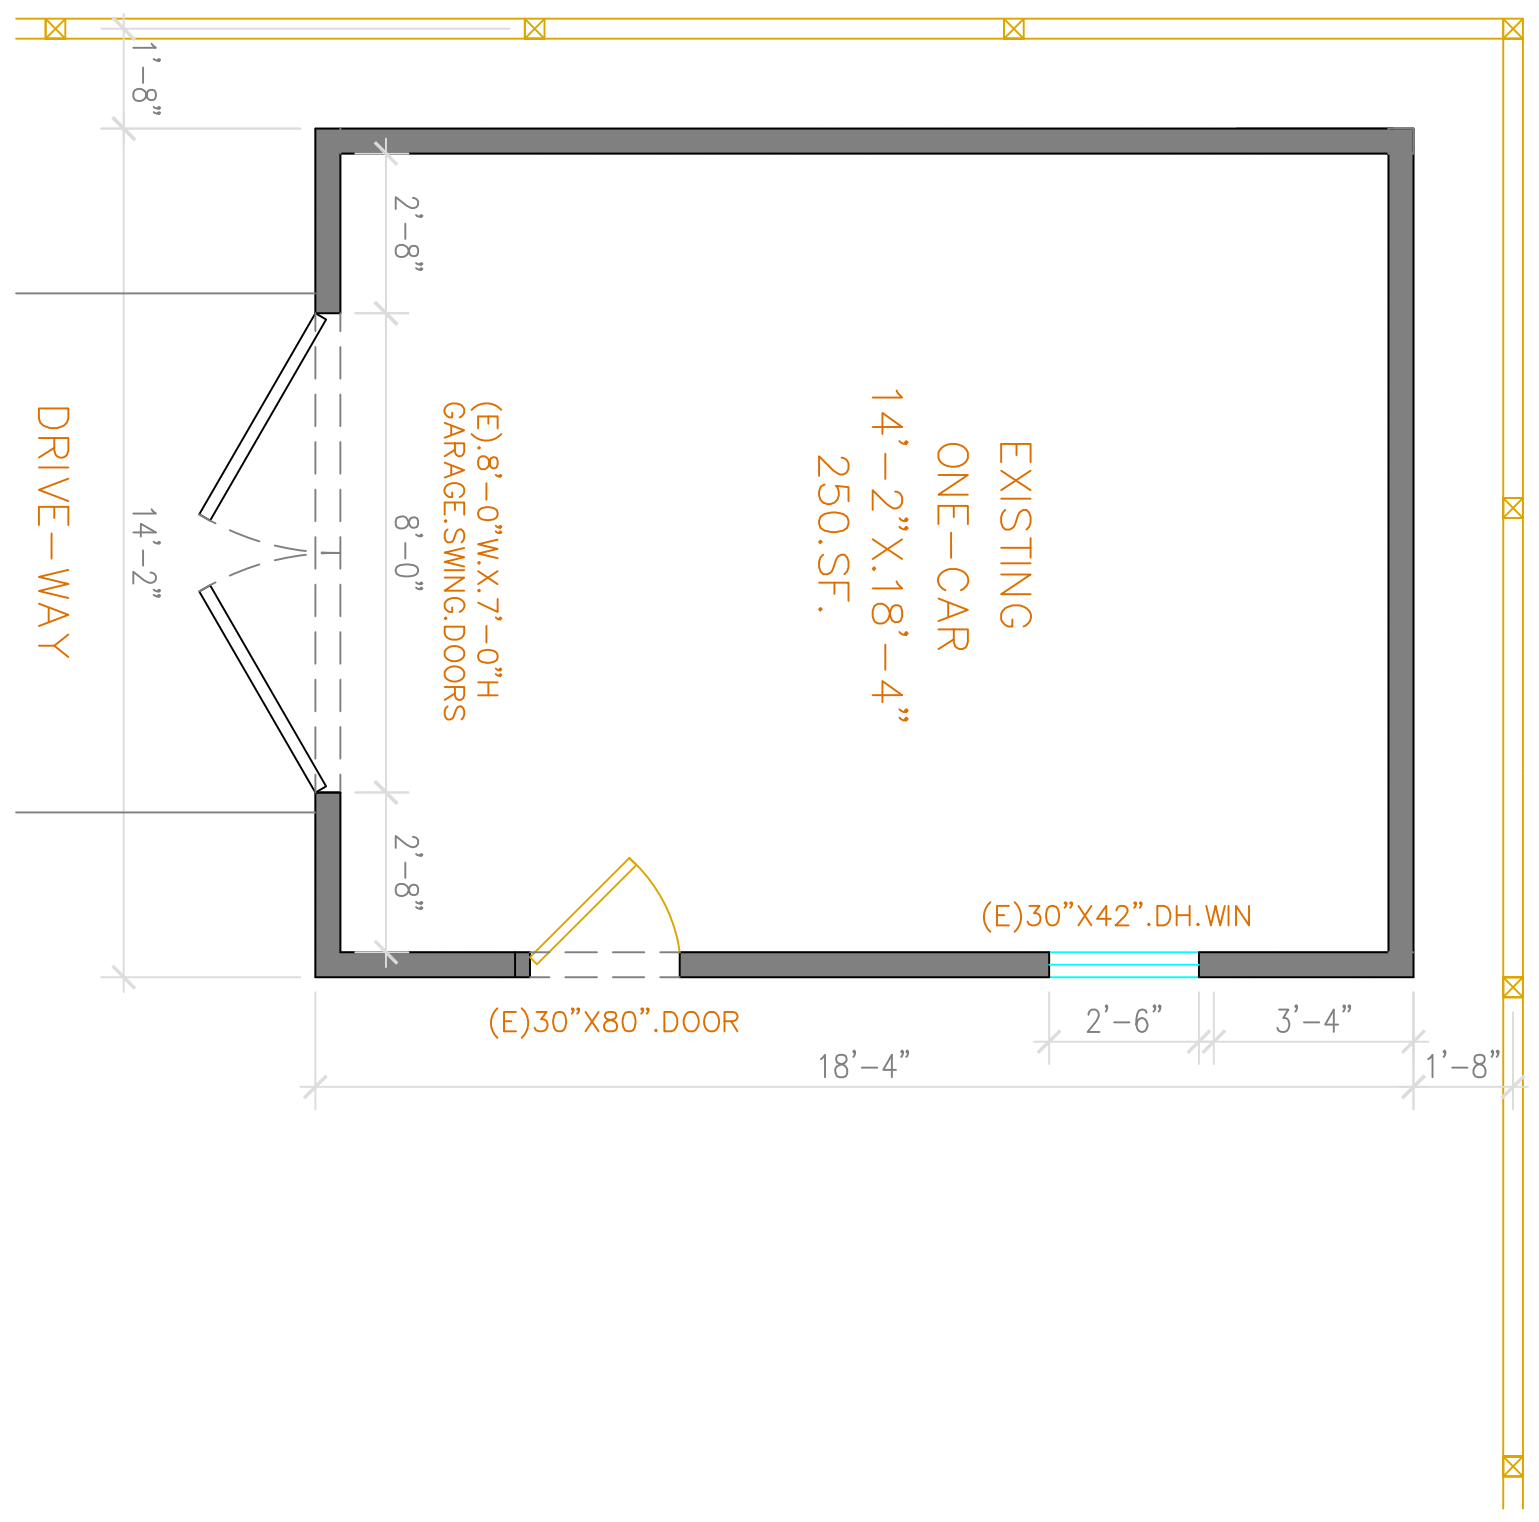 1'-8"
2'-8"
DRIVE-WAY
14'-2"
8'-0"
(E).8'-0"W.X.7'-0"H
GARAGE.SWING.DOORS
EXISTING
ONE-CAR
14'-2"X.18'-4"
250.SF.
2'-8"
(E)30"X42".DH.WIN
(E)30"X80".DOOR
2'-6"
3'-4"
18'-4"
1'-8"